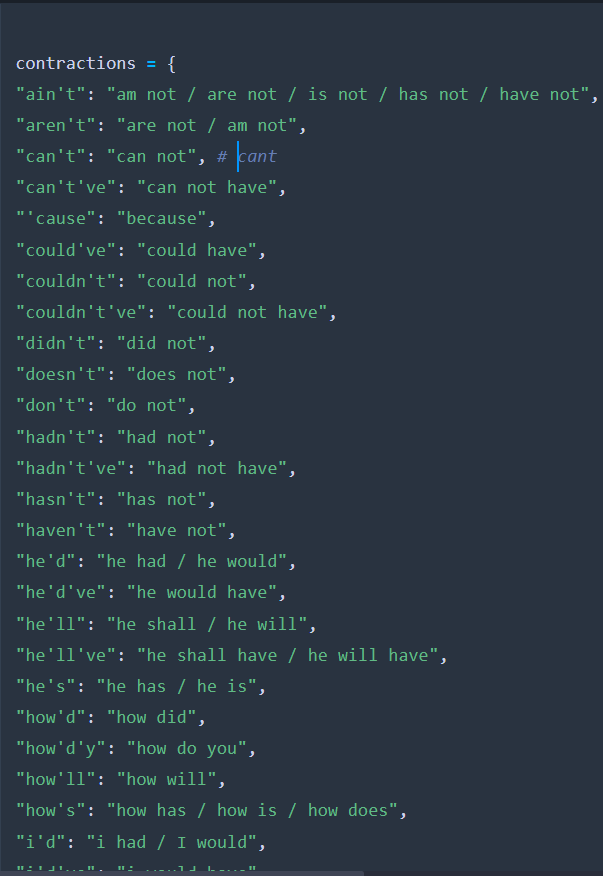 contractions = {
"ain't": "am not / are not / is not / has not / have not",
"aren't": "are not / am not",
"can't": "can not", # cant
"can't've": "can not have",
"'cause": "because",
"could've": "could have",
"couldn't": "could not",
"couldn't've": "could not have",
"didn't": "did not",
"doesn't": "does not",
"don't": "do not",
"hadn't": "had not",
"hadn't've": "had not have",
"hasn't": "has not",
"haven't": "have not",
"he'd": "he had / he would",
"he'd've": "he would have",
"he'll": "he shall / he will",
"he'll've": "he shall have / he will have",
"he's": "he has / he is",
"how'd": "how did",
"how'd'y": "how do you",
"how'll": "how will",
"how's": "how has / how is / how does",
"i'd": "i had / I would",
"i'd've": "i would have"